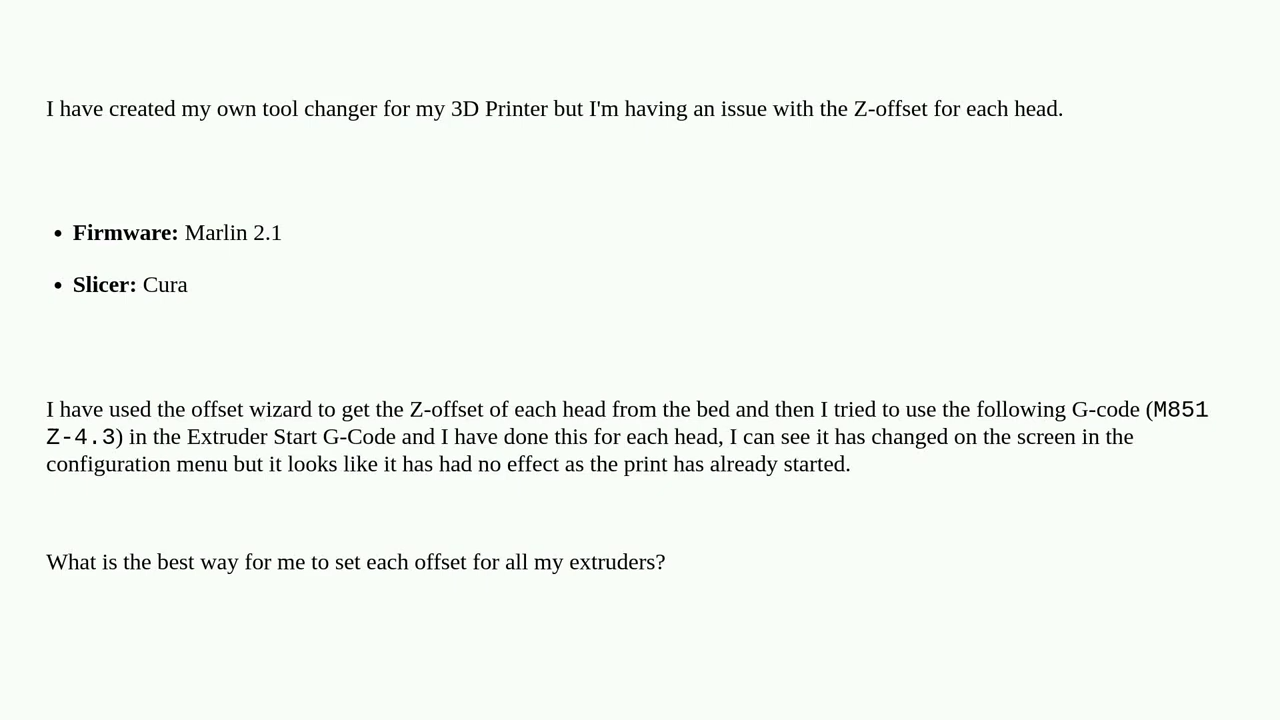 I have created my own tool changer for my 3D Printer but I'm having an issue with the Z-offset for each head.
• Firmware: Marlin 2.1
• Slicer: Cura
I have used the offset wizard to get the Z-offset of each head from the bed and then I tried to use the following G-code (M851
Z-4.3) in the Extruder Start G-Code and I have done this for each head, I can see it has changed on the screen in the
configuration menu but it looks like it has had no effect as the print has already started.
What is the best way for me to set each offset for all my extruders?